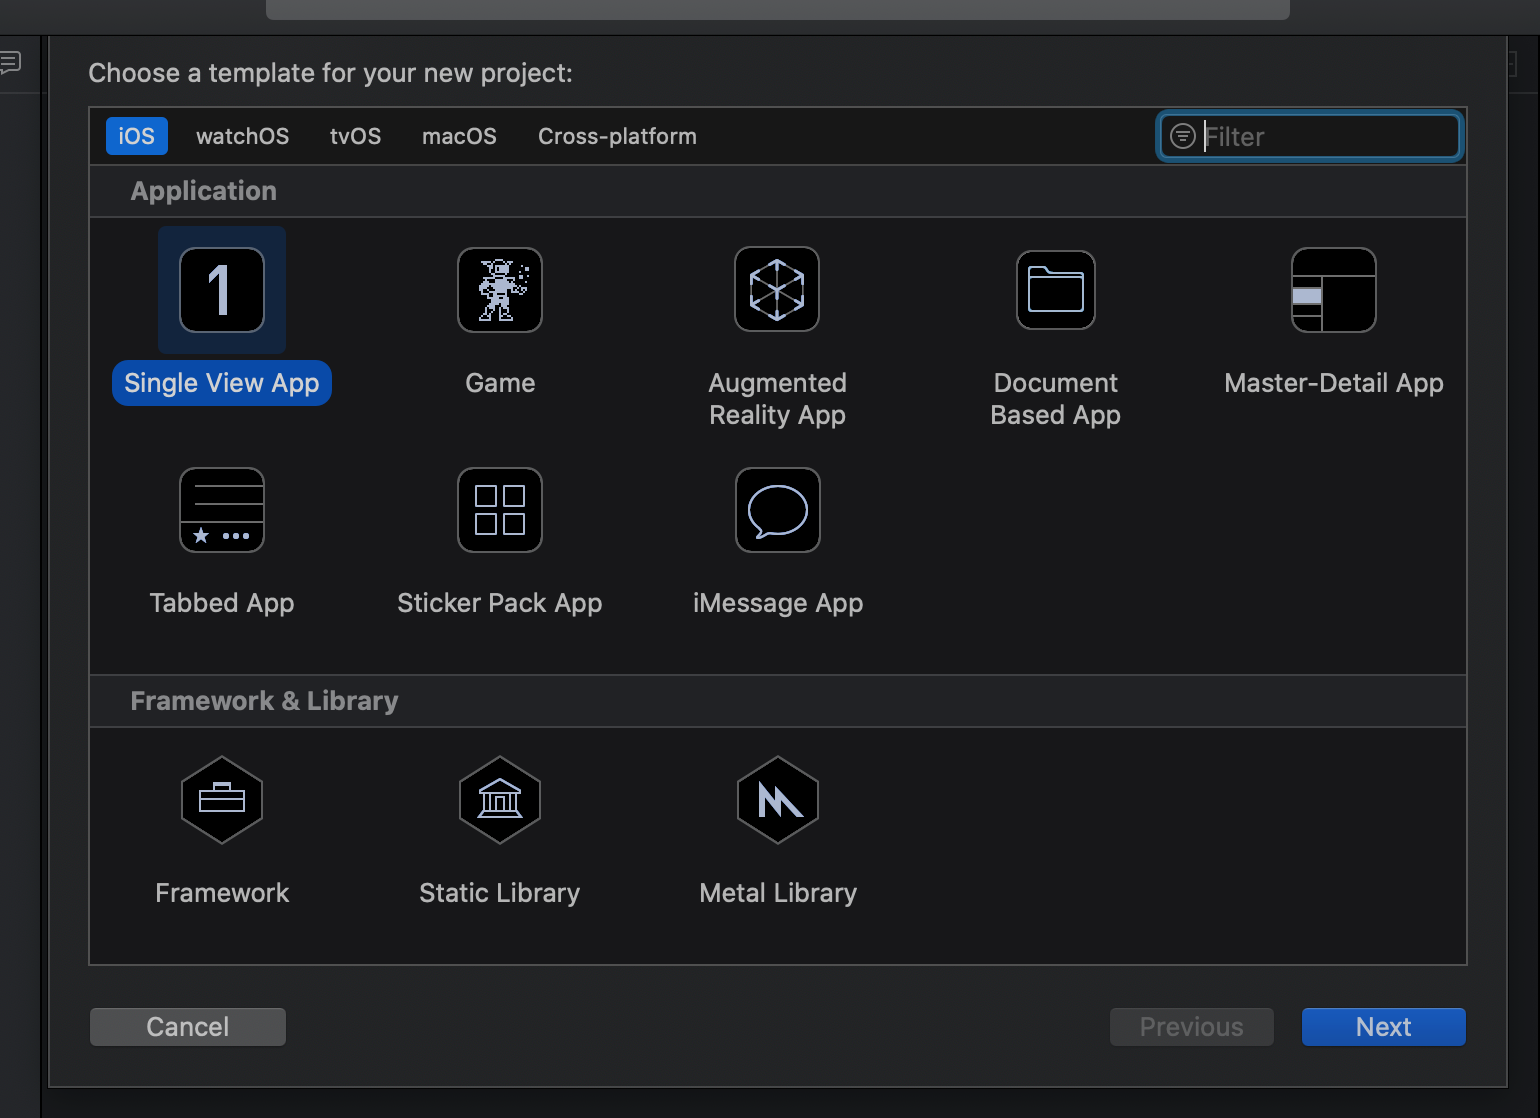 Choose a template for your new project:
iOS watchOS tvOS macOS Cross-platform Filter
Application
1
Single View App Game Augmented Reality App Document Based App Master-Detail App
Tabbed App Sticker Pack App iMessage App
Framework & Library
Framework Static Library Metal Library
Cancel Previous Next